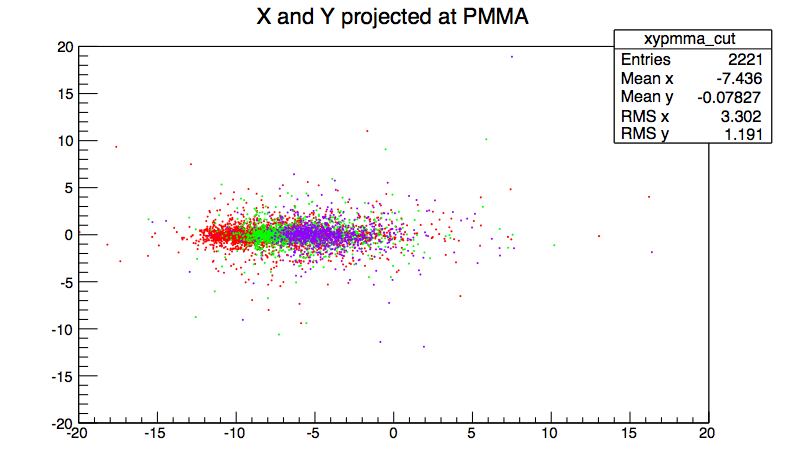 X and Y projected at PMMA
xypmma_cut
Entries 2221
Mean x -7.436
Mean y -0.07827
RMS x 3.302
RMS y 1.191
20
15
10
5
0
-5
-10
-15
-20
-20 -15 -10 -5 0 5 10 15 20